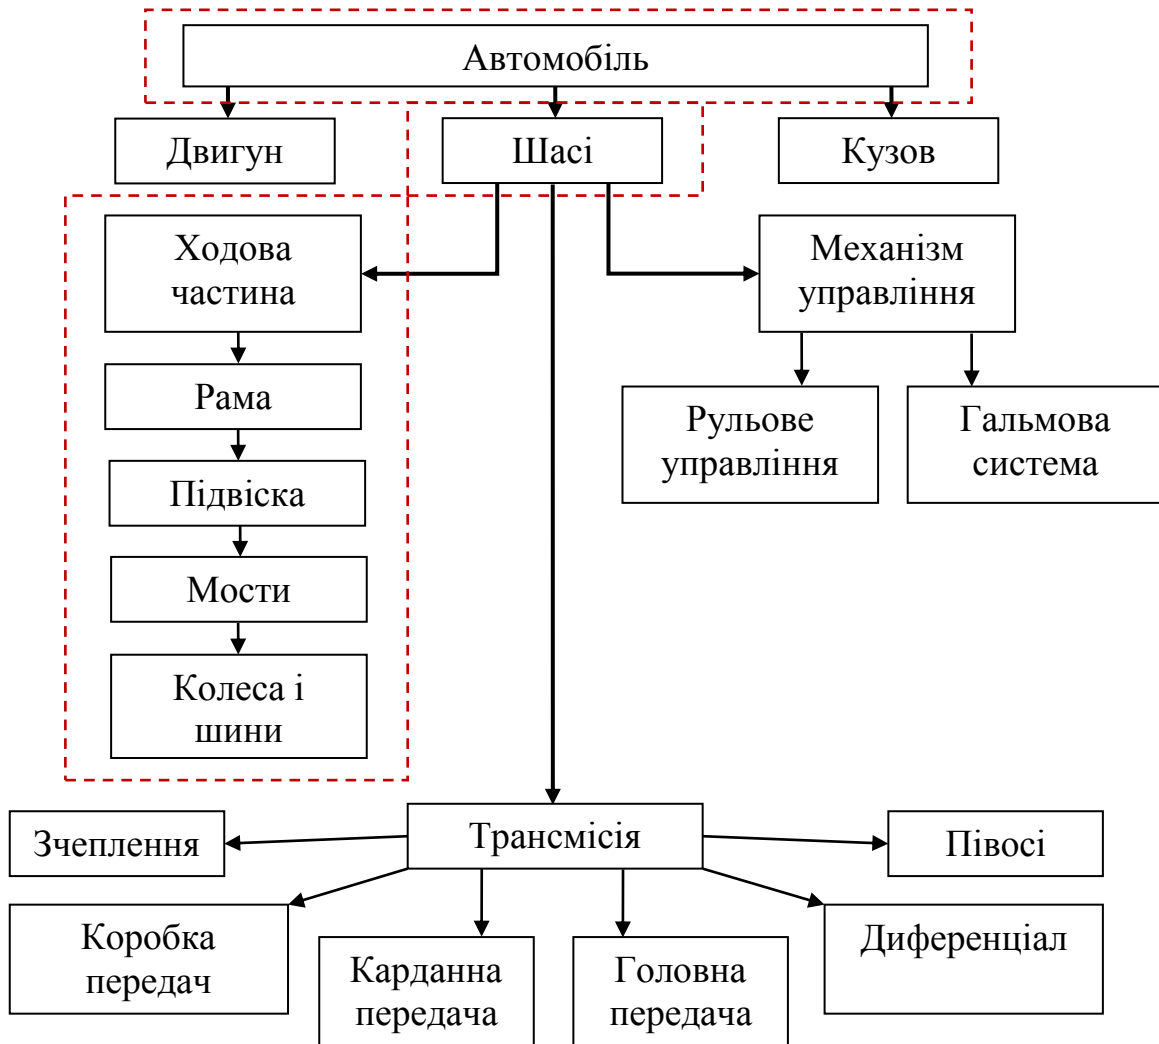 Автомобіль
Двигун
Шасі
Кузов
Ходова
частина
Механізм
управління
Рама
Рульове
управління
Гальмова
система
Підвіска
Мости
Колеса і
шини
Зчеплення
Трансмісія
Півосі
Коробка
передач
Карданна
передача
Головна
передача
Диференціал